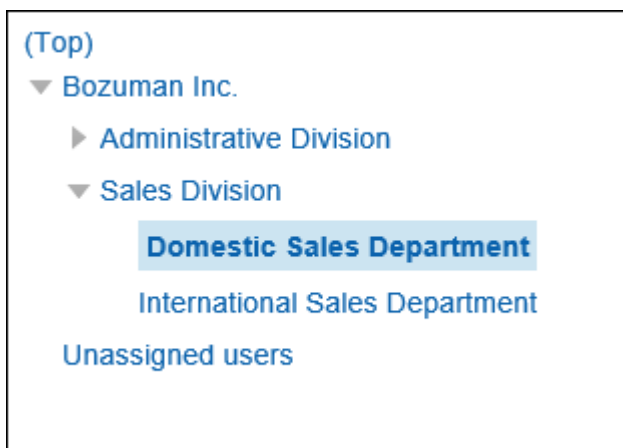 (Top)
Bozuman Inc.
Administrative Division
Sales Division
Domestic Sales Department
International Sales Department
Unassigned users